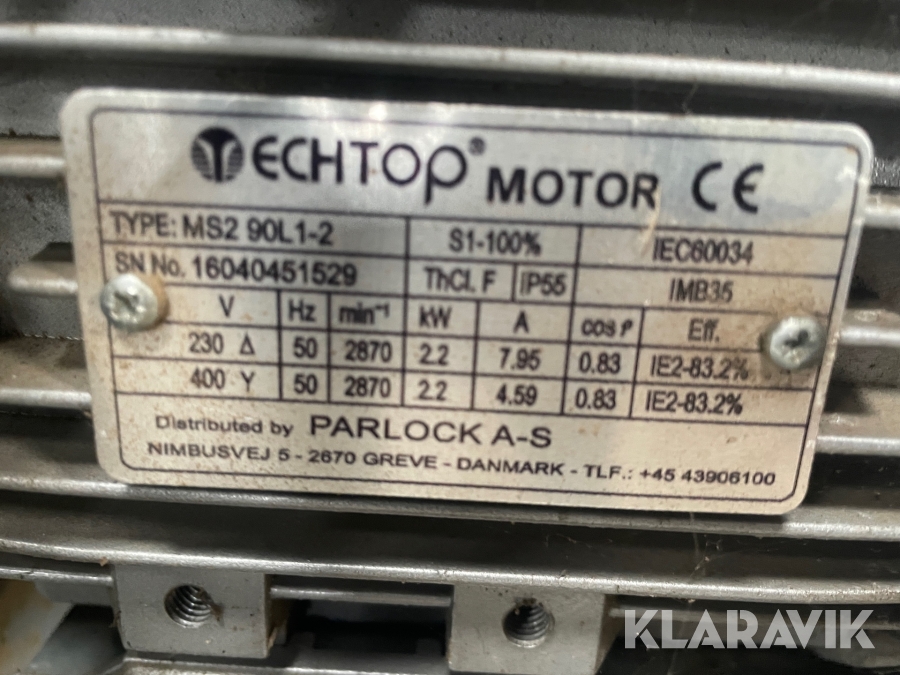 TECHTOP® MOTOR CE
TYPE: MS2 90L1-2 S1-100% IEC60034
SN No. 16040451529 ThCl. F IP55 IMB35
V Hz min⁻¹ kW A cos φ Eff.
230 Δ 50 2870 2.2 7.95 0.83 IE2-83.2%
400 Y 50 2870 2.2 4.59 0.83 IE2-83.2%
Distributed by PARLOCK A-S
NIMBUSVEJ 5 - 2670 GREVE - DANMARK - TLF.: +45 43906100
KLARAVIK